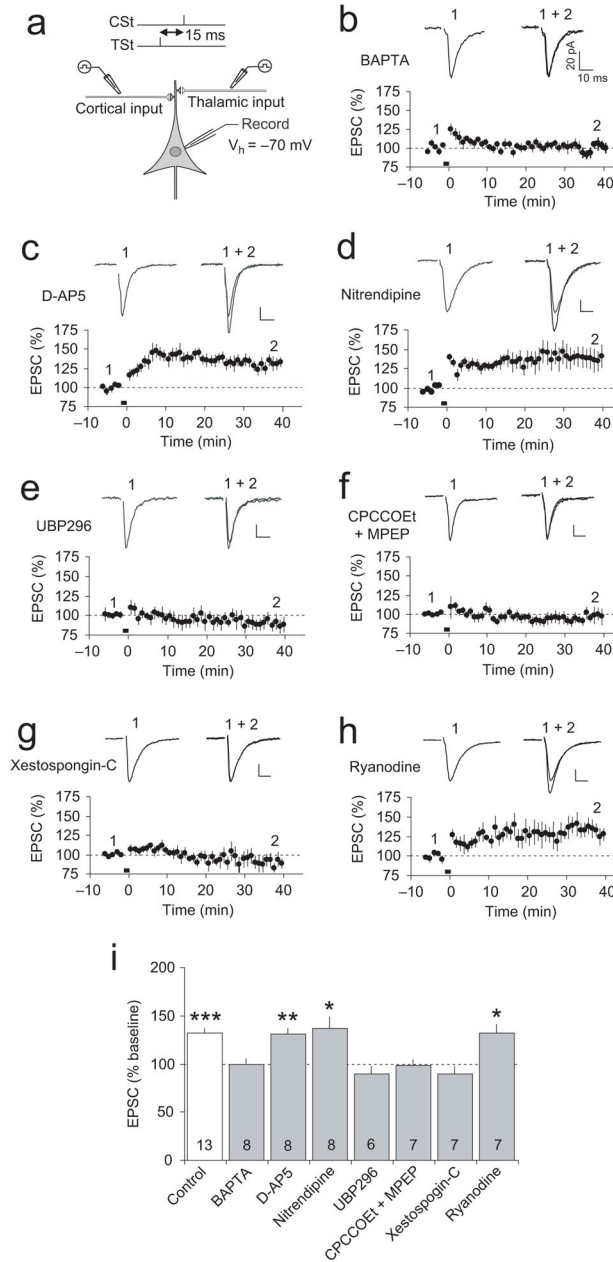 a
CSt
15 ms
TSt
Cortical input
Thalamic input
Record
Vh = –70 mV
b
1
1 + 2
BAPTA
20 pA
10 ms
EPSC (%)
175
150
125
100
75
1
2
–10 0 10 20 30 40
Time (min)
c
1
1 + 2
D-AP5
EPSC (%)
175
150
125
100
75
1
2
–10 0 10 20 30 40
Time (min)
d
1
1 + 2
Nitrendipine
EPSC (%)
175
150
125
100
75
1
2
–10 0 10 20 30 40
Time (min)
e
1
1 + 2
UBP296
EPSC (%)
175
150
125
100
75
1
2
–10 0 10 20 30 40
Time (min)
f
1
1 + 2
CPCCOEt
+ MPEP
EPSC (%)
175
150
125
100
75
1
2
–10 0 10 20 30 40
Time (min)
g
1
1 + 2
Xestospongin-C
EPSC (%)
175
150
125
100
75
1
2
–10 0 10 20 30 40
Time (min)
h
1
1 + 2
Ryanodine
EPSC (%)
175
150
125
100
75
1
2
–10 0 10 20 30 40
Time (min)
i
EPSC (% baseline)
200
150
100
50
0
*** ** * *
13 8 8 8 6 7 7 7
Control
BAPTA
D-AP5
Nitrendipine
UBP296
CPCCOEt + MPEP
Xestospogin-C
Ryanodine